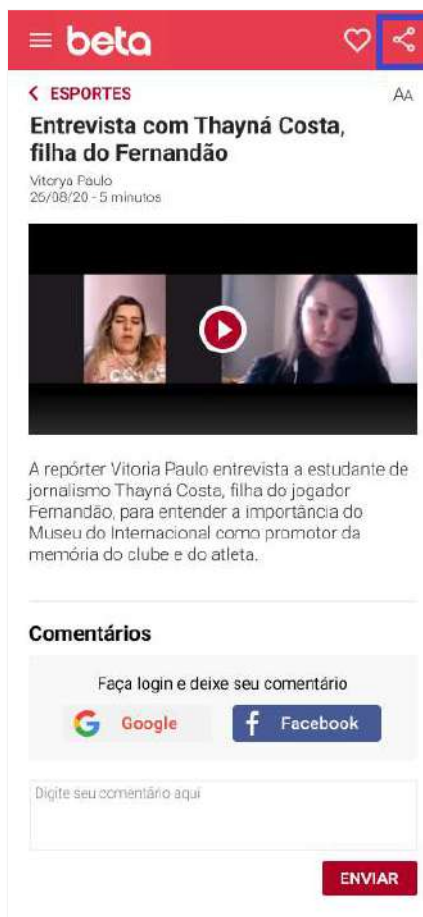 beta
ESPORTES
AA
Entrevista com Thayná Costa,
filha do Fernandão
Vitorya Paulo
26/08/20 - 5 minutos
A repórter Vitoria Paulo entrevista a estudante de
jornalismo Thayná Costa, filha do jogador
Fernandão, para entender a importância do
Museu do Internacional como promotor da
memória do clube e do atleta.
Comentários
Faça login e deixe seu comentário
Google
Facebook
Digite seu comentário aqui
ENVIAR